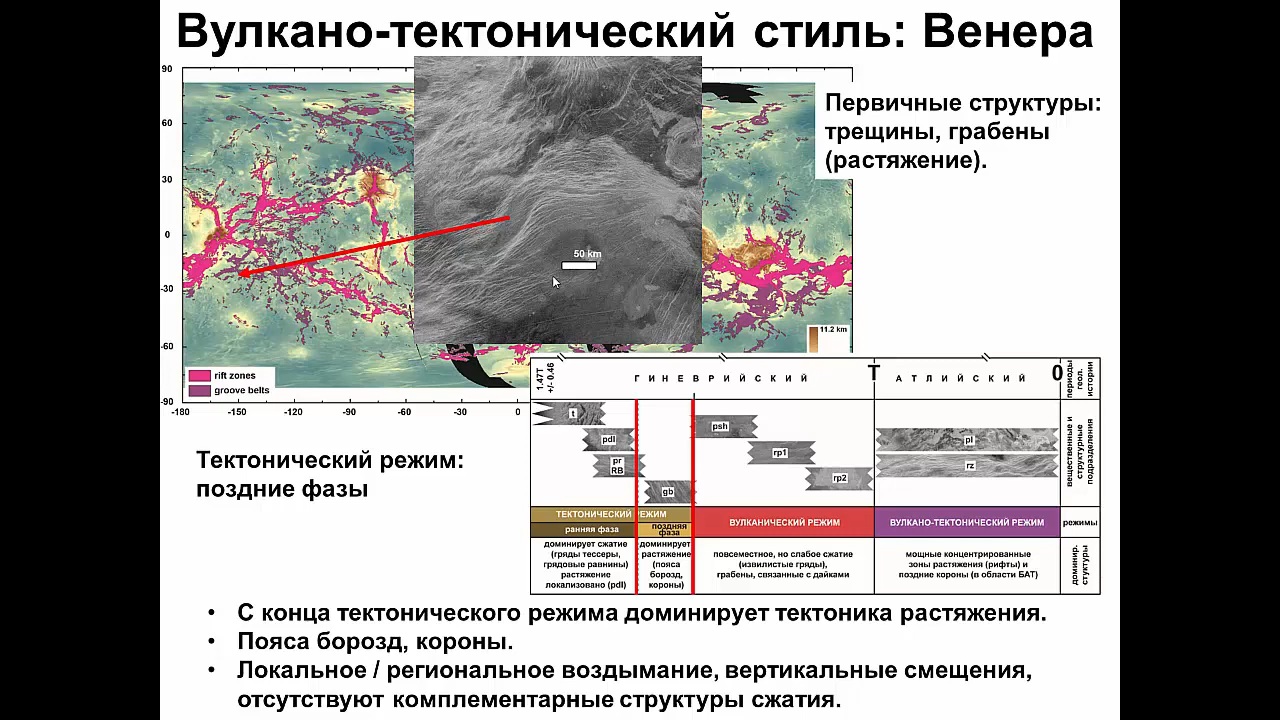 Вулкано-тектонический стиль: Венера
90
60
30
0
-30
-60
-90
-180
-150
-120
-90
-60
-30
0
Первичные структуры:
трещины, грабены
(растяжение).
50 km
11.2 km
rift zones
groove belts
Тектонический режим:
поздние фазы
1.47T
+/- 0.46
ГИНЕВРИЙСКИЙ
T
АТЛИЙСКИЙ
0
периоды
геол.
истории
t
pdl
pr
RB
gb
psh
rp1
rp2
pl
rz
вещественные и
структурные
подразделения
ТЕКТОНИЧЕСКИЙ РЕЖИМ
ранняя фаза
поздняя
фаза
ВУЛКАНИЧЕСКИЙ РЕЖИМ
ВУЛКАНО-ТЕКТОНИЧЕСКИЙ РЕЖИМ
режимы
доминирует сжатие
(гряды тессеры,
грядовые равнины)
растяжение
локализовано (pdl)
доминирует
растяжение
(пояса
борозд,
короны)
повсеместное, но слабое сжатие
(извилистые гряды),
грабены, связанные с дайками
мощные концентрированные
зоны растяжения (рифты) и
поздние короны (в области БАТ)
доминир.
стуктуры
• С конца тектонического режима доминирует тектоника растяжения.
• Пояса борозд, короны.
• Локальное / региональное воздымание, вертикальные смещения,
отсутствуют комплементарные структуры сжатия.